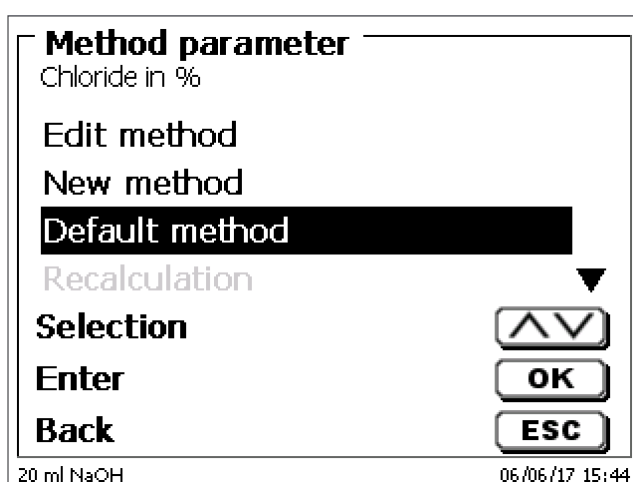 Method parameter
Chloride in %
Edit method
New method
Default method
Recalculation
Selection
Enter OK
Back ESC
20 ml NaOH 06/06/17 15:44